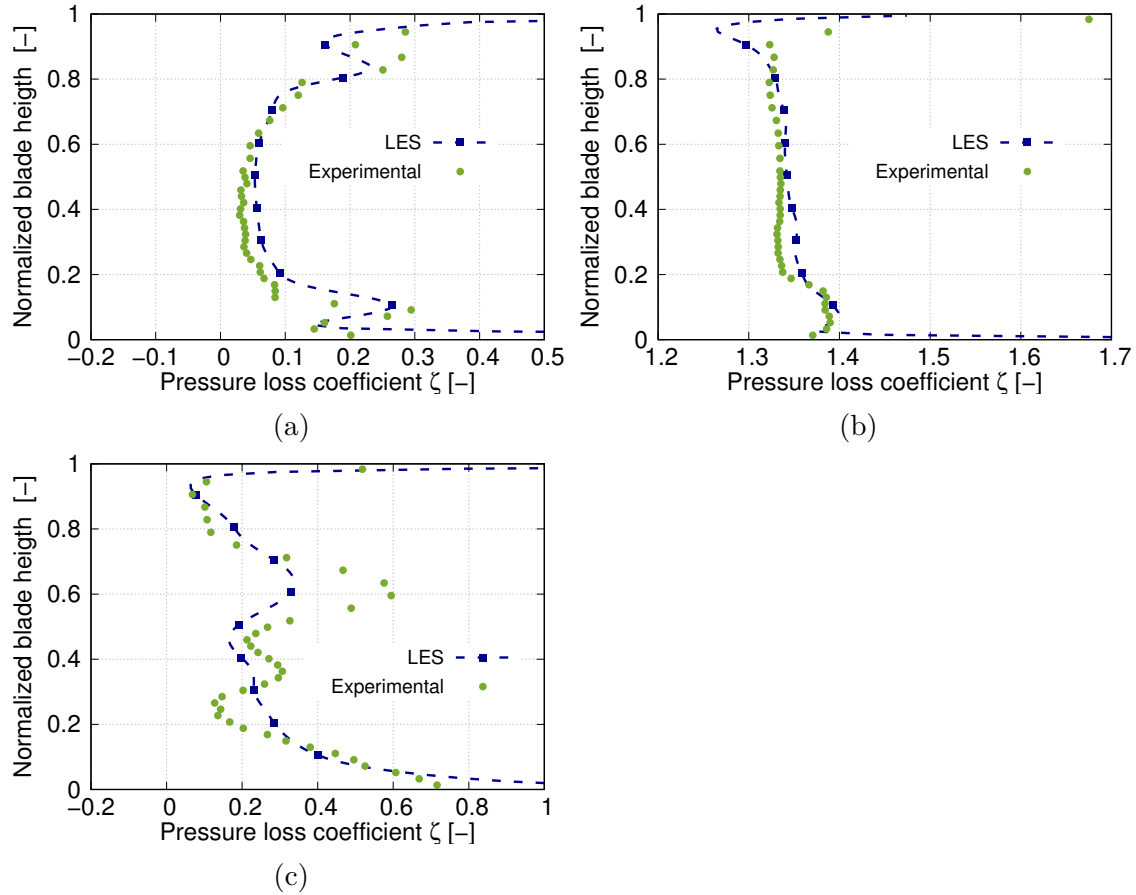 1
0.8
0.6
0.4
0.2
0
Normalized blade heigth [−]
LES
Experimental
−0.2 −0.1 0 0.1 0.2 0.3 0.4 0.5
Pressure loss coefficient ζ [−]
(a)
1
0.8
0.6
0.4
0.2
0
Normalized blade heigth [−]
LES
Experimental
1.2 1.3 1.4 1.5 1.6 1.7
Pressure loss coefficient ζ [−]
(b)
1
0.8
0.6
0.4
0.2
0
Normalized blade heigth [−]
LES
Experimental
−0.2 0 0.2 0.4 0.6 0.8 1
Pressure loss coefficient ζ [−]
(c)